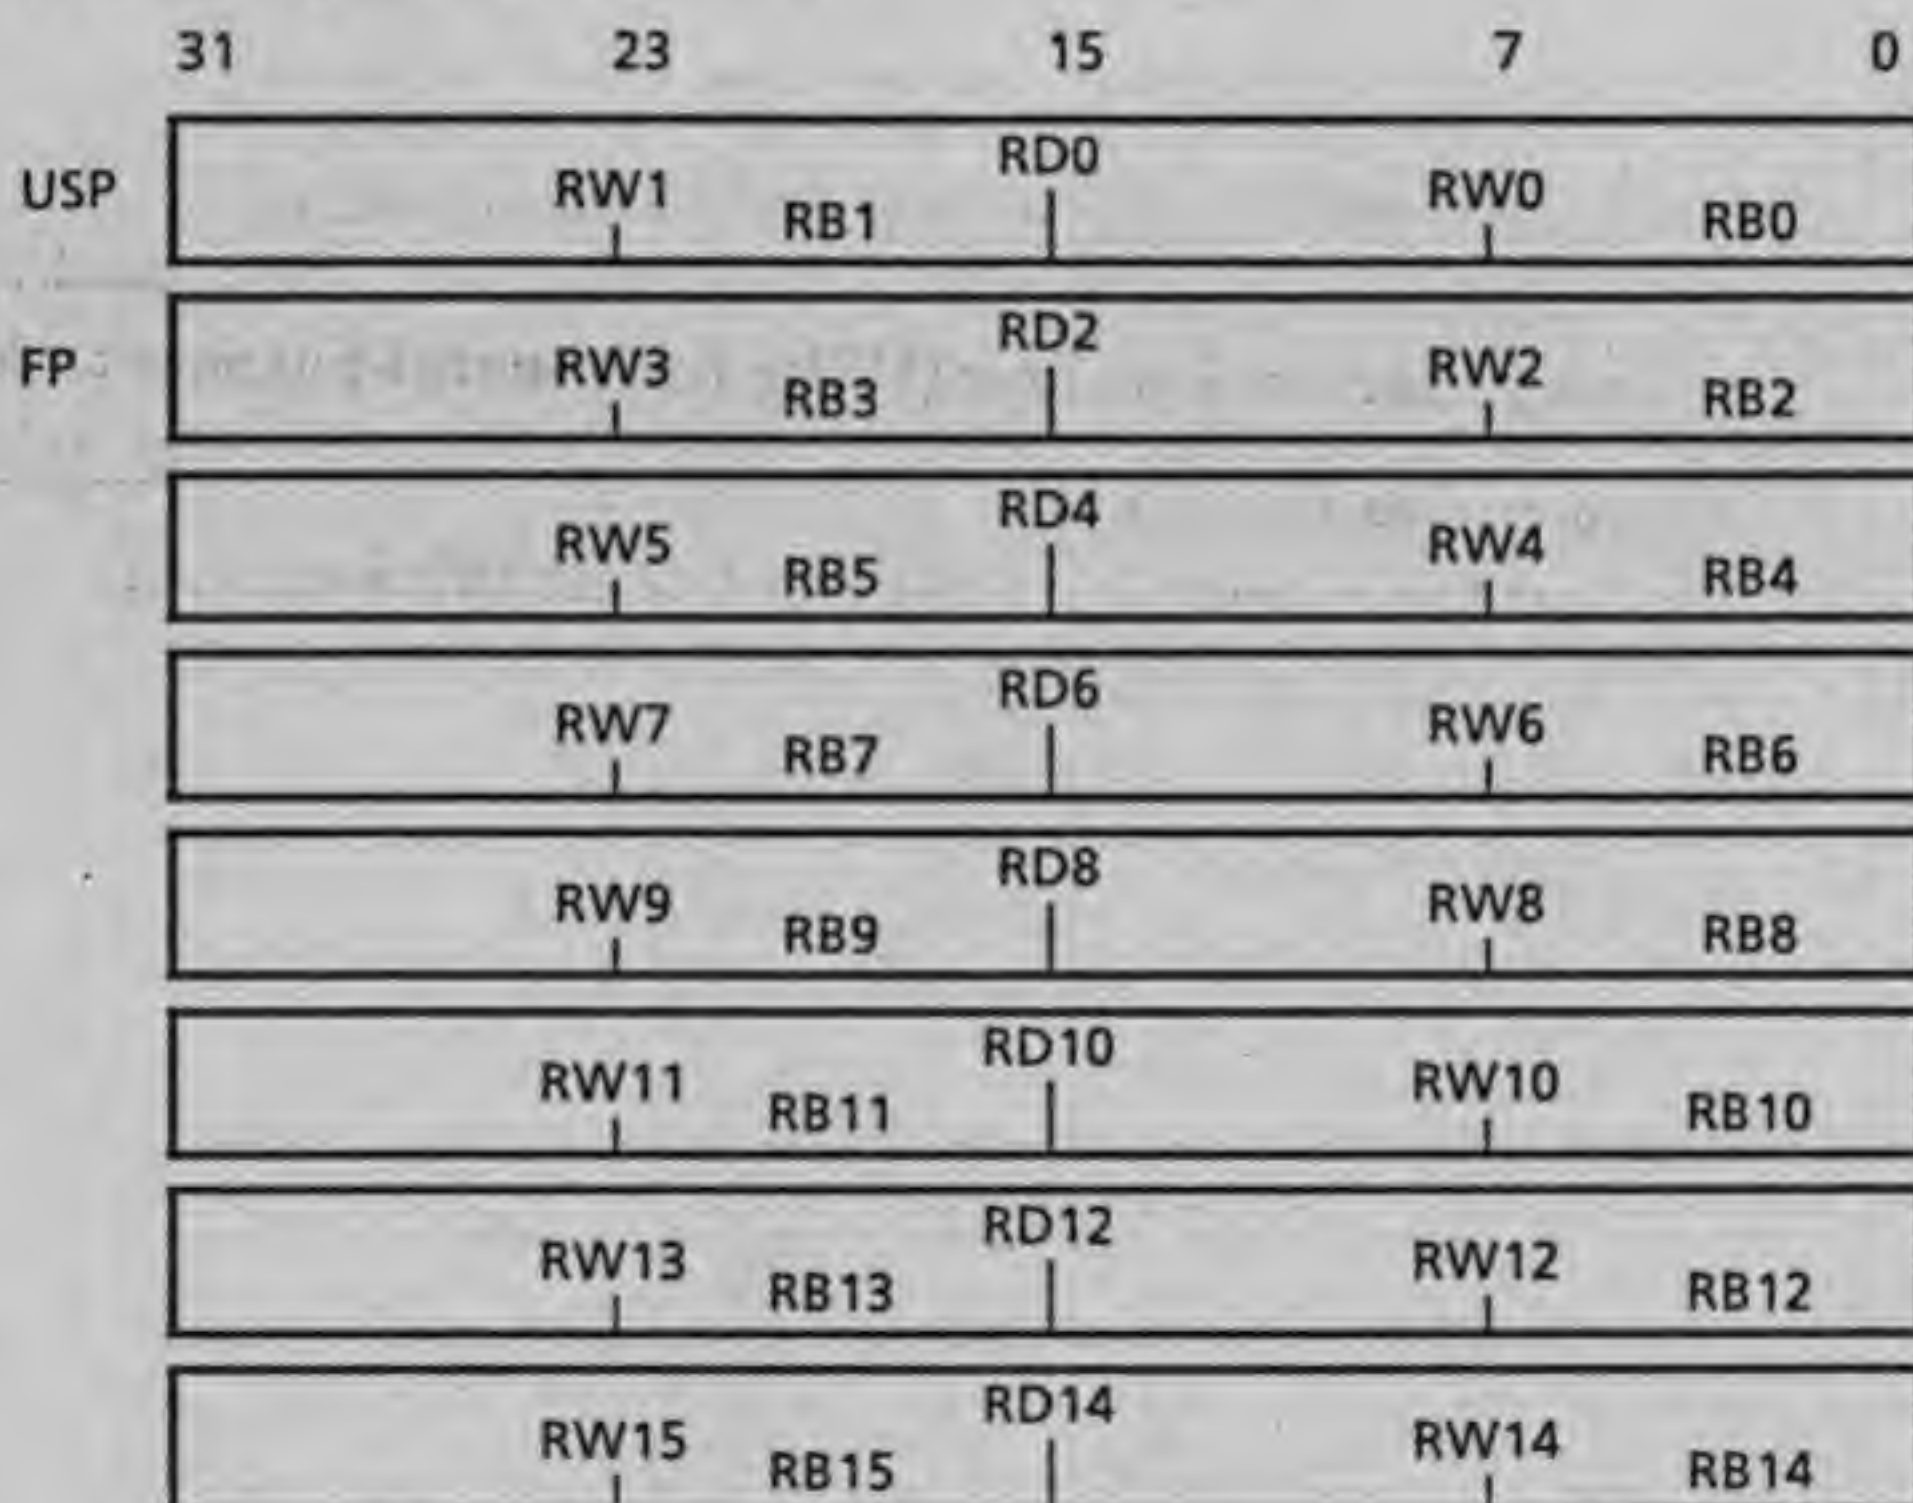 31 23 15 7 0
USP RW1 RB1 RD0 RW0 RB0
FP RW3 RB3 RD2 RW2 RB2
RW5 RB5 RD4 RW4 RB4
RW7 RB7 RD6 RW6 RB6
RW9 RB9 RD8 RW8 RB8
RW11 RB11 RD10 RW10 RB10
RW13 RB13 RD12 RW12 RB12
RW15 RB15 RD14 RW14 RB14